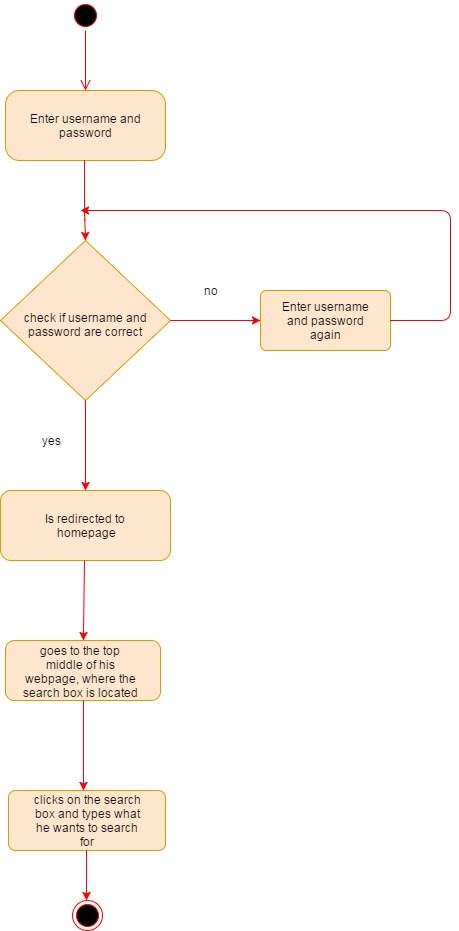 Enter username and
password
check if username and
password are correct
no
Enter username
and password
again
yes
Is redirected to
homepage
goes to the top
middle of his
webpage, where the
search box is located
clicks on the search
box and types what
he wants to search
for